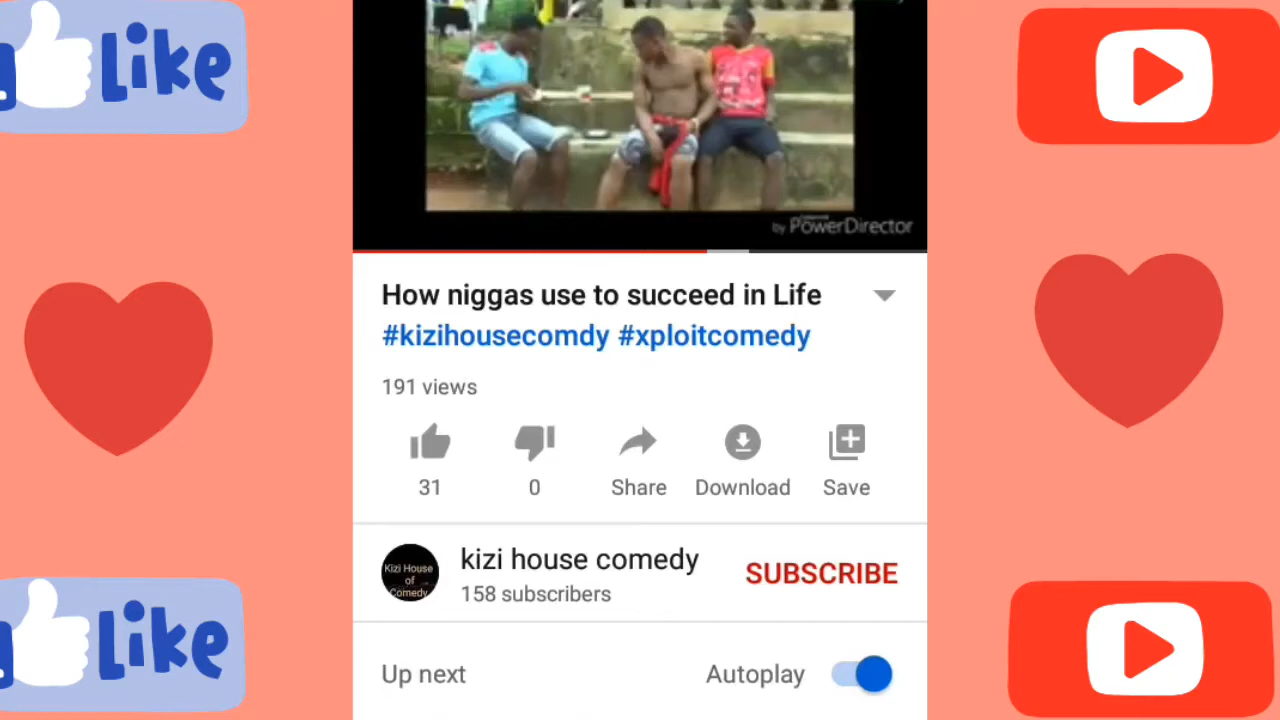 Like
by PowerDirector
How niggas use to succeed in Life
#kizihousecomdy #xploitcomedy
191 views
31
0
Share
Download
Save
Kizi House
of
Comedy
kizi house comedy
158 subscribers
SUBSCRIBE
Like
Up next
Autoplay